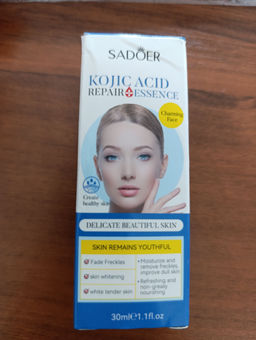 SADOER
KOJIC ACID
REPAIR ESSENCE
Charming
Face
Create
healthy skin
DELICATE BEAUTIFUL SKIN
SKIN REMAINS YOUTHFUL
Fade Freckles
skin whitening
white tender skin
• Moisturize and
remove freckles,
improve dull skin
• Refreshing and
non-greasy
nourishing
30ml℮1.1fl.oz